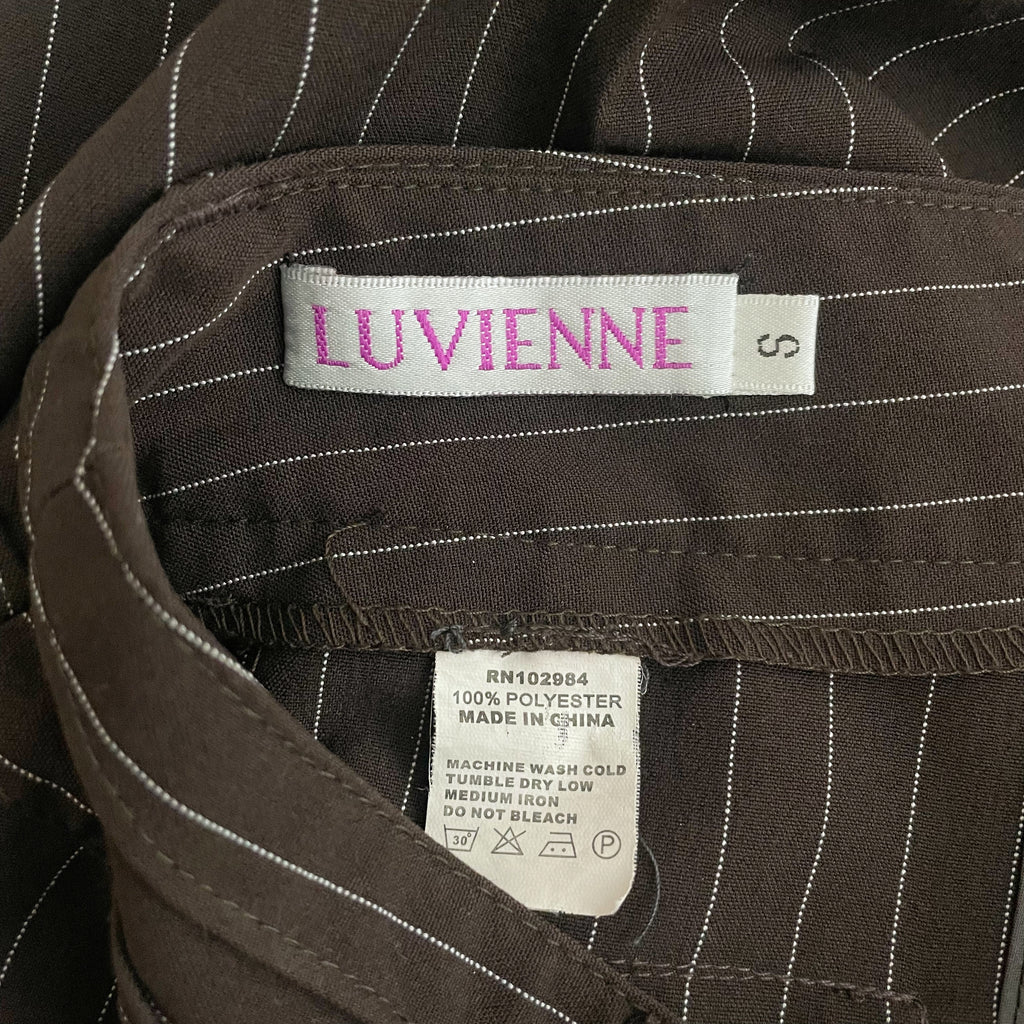 LUVIENNE
S
RN102984
100% POLYESTER
MADE IN CHINA
MACHINE WASH COLD
TUMBLE DRY LOW
MEDIUM IRON
DO NOT BLEACH
30° P